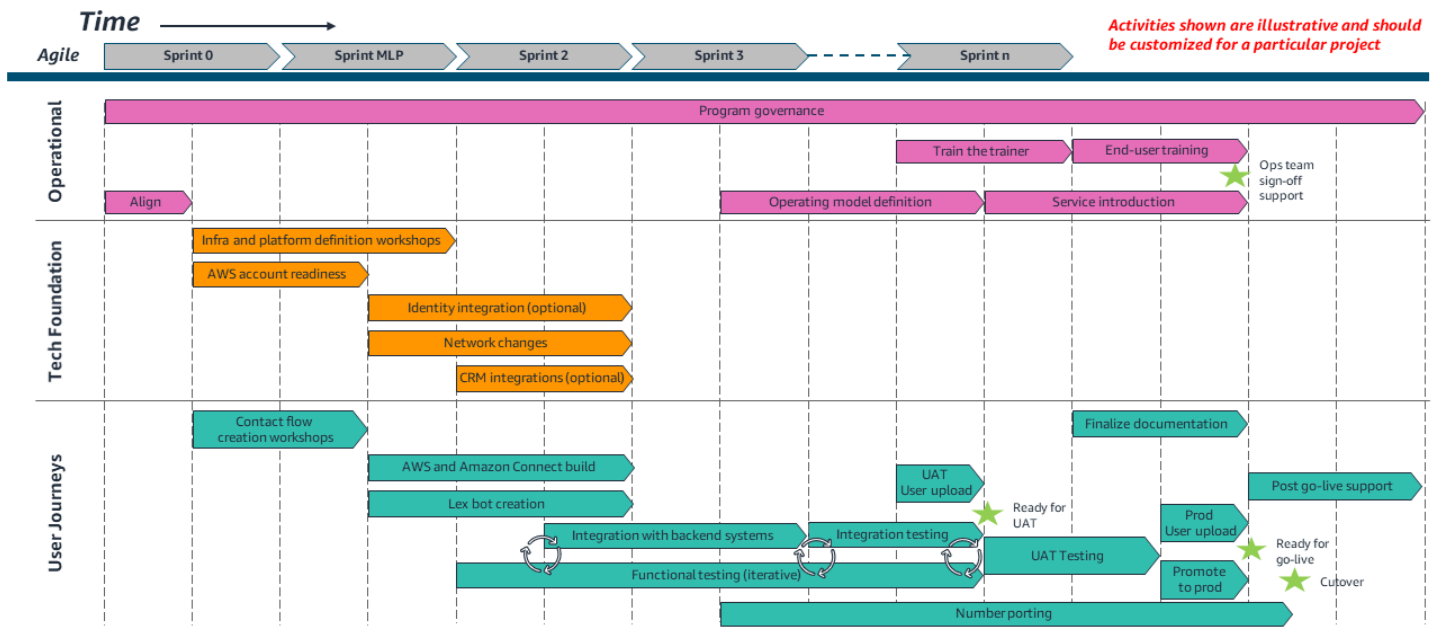 Time
Activities shown are illustrative and should
be customized for a particular project
Agile
Sprint 0
Sprint MLP
Sprint 2
Sprint 3
Sprint n
Operational
Program governance
Train the trainer
End-user training
Ops team
sign-off
support
Align
Operating model definition
Service introduction
Tech Foundation
Infra and platform definition workshops
AWS account readiness
Identity integration (optional)
Network changes
CRM integrations (optional)
User Journeys
Contact flow
creation workshops
Finalize documentation
AWS and Amazon Connect build
UAT
User upload
Post go-live support
Lex bot creation
Ready for
UAT
Prod
User upload
Integration with backend systems
Integration testing
UAT Testing
Ready for
go-live
Functional testing (iterative)
Promote
to prod
Cutover
Number porting